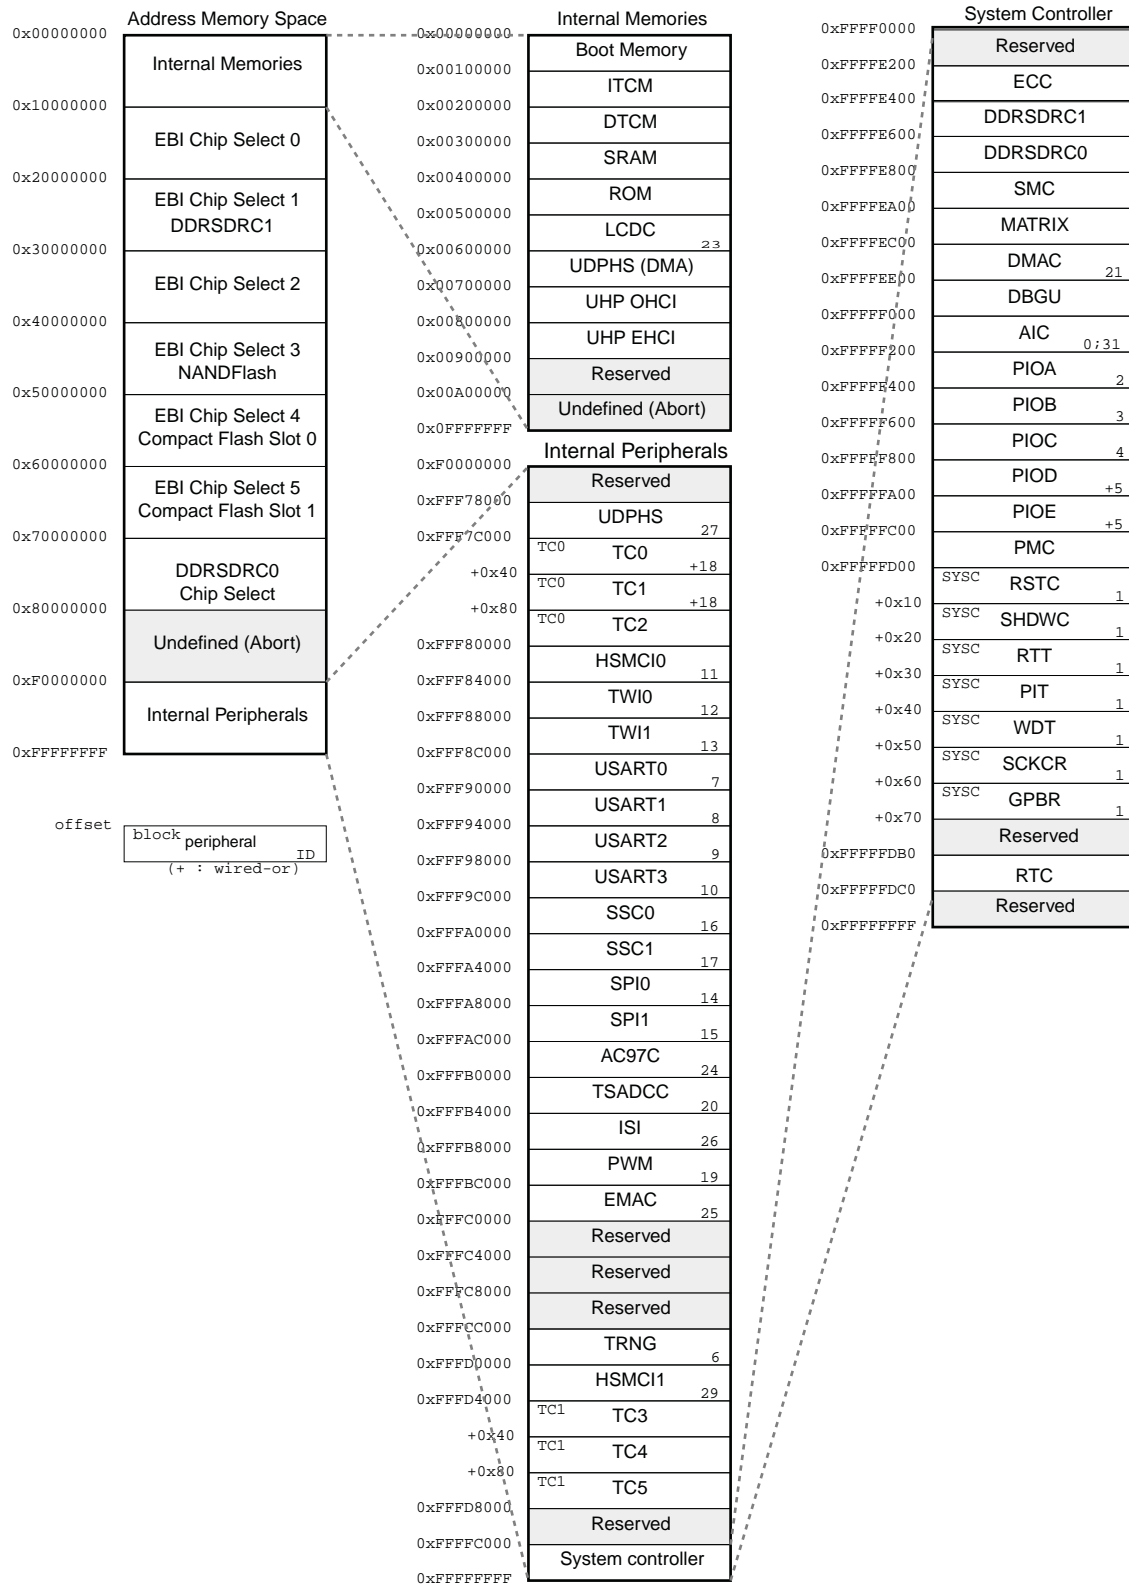 Address Memory Space
0x00000000
Internal Memories
0x10000000
EBI Chip Select 0
0x20000000
EBI Chip Select 1
DDRSDRC1
0x30000000
EBI Chip Select 2
0x40000000
EBI Chip Select 3
NANDFlash
0x50000000
EBI Chip Select 4
Compact Flash Slot 0
0x60000000
EBI Chip Select 5
Compact Flash Slot 1
0x70000000
DDRSDRC0
Chip Select
0x80000000
Undefined (Abort)
0xF0000000
Internal Peripherals
0xFFFFFFFF
offset
block
peripheral
ID
(+ : wired-or)
Internal Memories
0x00000000
Boot Memory
0x00100000
ITCM
0x00200000
DTCM
0x00300000
SRAM
0x00400000
ROM
0x00500000
LCDC
23
0x00600000
UDPHS (DMA)
0x00700000
UHP OHCI
0x00800000
UHP EHCI
0x00900000
Reserved
0x00A00000
Undefined (Abort)
0x0FFFFFFF
Internal Peripherals
0xF0000000
Reserved
0xFFF78000
UDPHS
27
0xFFF7C000
TC0
TC0
+18
+0x40
TC0
TC1
+18
+0x80
TC0
TC2
0xFFF80000
HSMCI0
11
0xFFF84000
TWI0
12
0xFFF88000
TWI1
13
0xFFF8C000
USART0
7
0xFFF90000
USART1
8
0xFFF94000
USART2
9
0xFFF98000
USART3
10
0xFFF9C000
SSC0
16
0xFFFA0000
SSC1
17
0xFFFA4000
SPI0
14
0xFFFA8000
SPI1
15
0xFFFAC000
AC97C
24
0xFFFB0000
TSADCC
20
0xFFFB4000
ISI
26
0xFFFB8000
PWM
19
0xFFFBC000
EMAC
25
0xFFFC0000
Reserved
0xFFFC4000
Reserved
0xFFFC8000
Reserved
0xFFFCC000
TRNG
6
0xFFFD0000
HSMCI1
29
0xFFFD4000
TC1
TC3
+0x40
TC1
TC4
+0x80
TC1
TC5
0xFFFD8000
Reserved
0xFFFFC000
System controller
0xFFFFFFFF
System Controller
0xFFFF0000
Reserved
0xFFFFE200
ECC
0xFFFFE400
DDRSDRC1
0xFFFFE600
DDRSDRC0
0xFFFFE800
SMC
0xFFFFEA00
MATRIX
0xFFFFEC00
DMAC
21
0xFFFFEE00
DBGU
0xFFFFF000
AIC
0;31
0xFFFFF200
PIOA
2
0xFFFFF400
PIOB
3
0xFFFFF600
PIOC
4
0xFFFFF800
PIOD
+5
0xFFFFFA00
PIOE
+5
0xFFFFFC00
PMC
0xFFFFFD00
SYSC
RSTC
1
+0x10
SYSC
SHDWC
1
+0x20
SYSC
RTT
1
+0x30
SYSC
PIT
1
+0x40
SYSC
WDT
1
+0x50
SYSC
SCKCR
1
+0x60
SYSC
GPBR
1
+0x70
Reserved
0xFFFFFDB0
RTC
0xFFFFFDC0
Reserved
0xFFFFFFFF